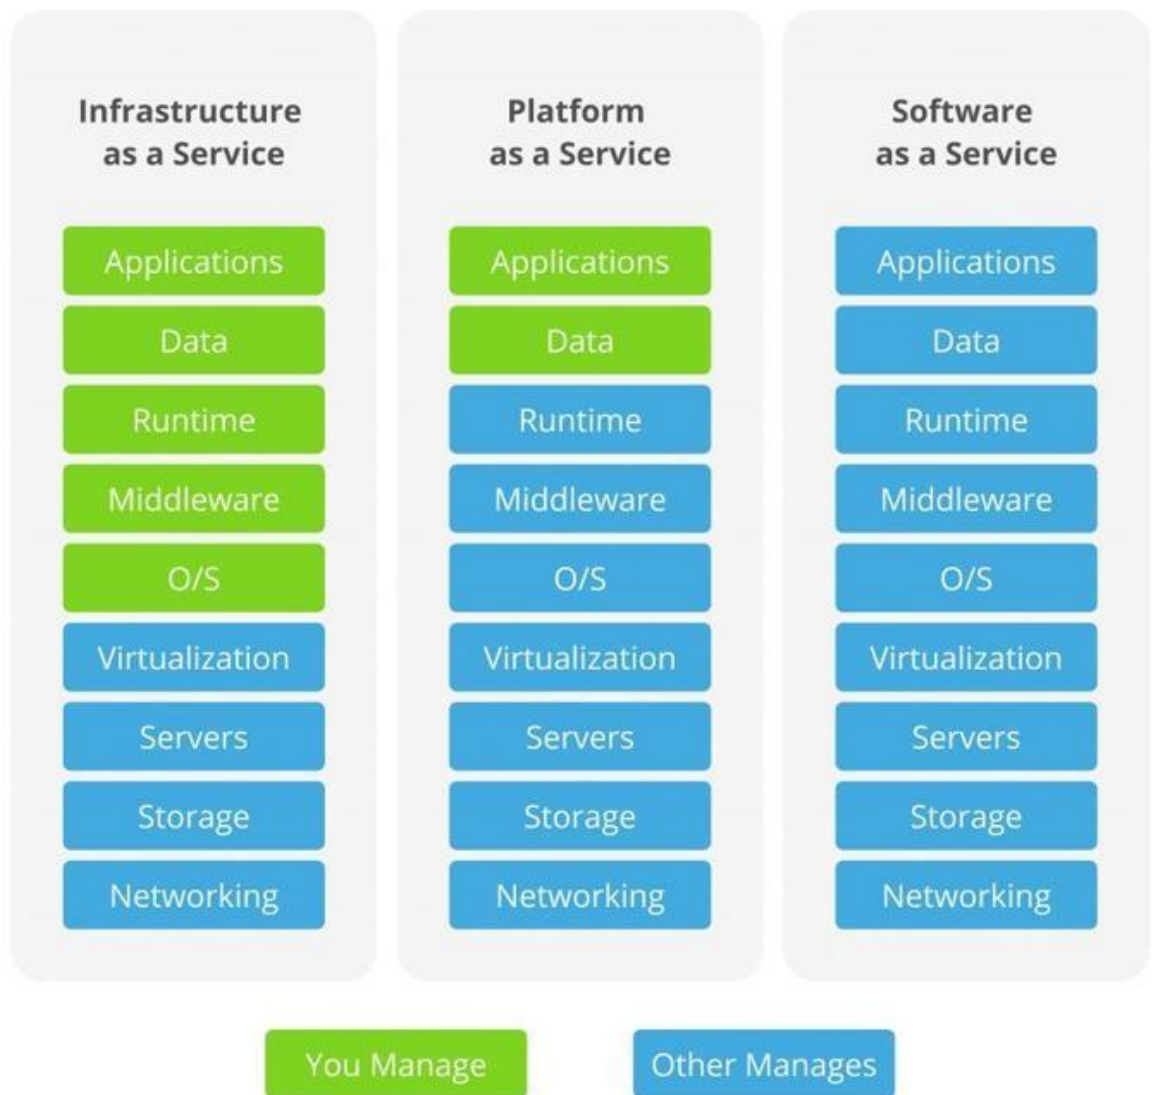 Infrastructure
as a Service
Applications
Data
Runtime
Middleware
O/S
Virtualization
Servers
Storage
Networking
Platform
as a Service
Applications
Data
Runtime
Middleware
O/S
Virtualization
Servers
Storage
Networking
Software
as a Service
Applications
Data
Runtime
Middleware
O/S
Virtualization
Servers
Storage
Networking
You Manage
Other Manages